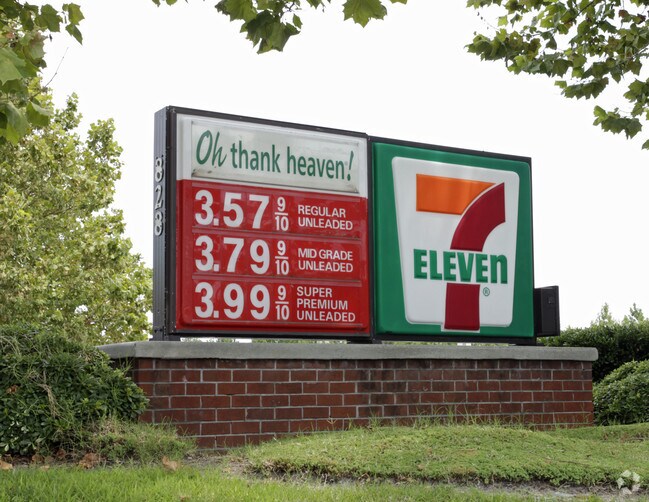 8828
Oh thank heaven!
3.57 9/10 REGULAR UNLEADED
3.79 9/10 MID GRADE UNLEADED
3.99 9/10 SUPER PREMIUM UNLEADED
7
ELEVEn
®